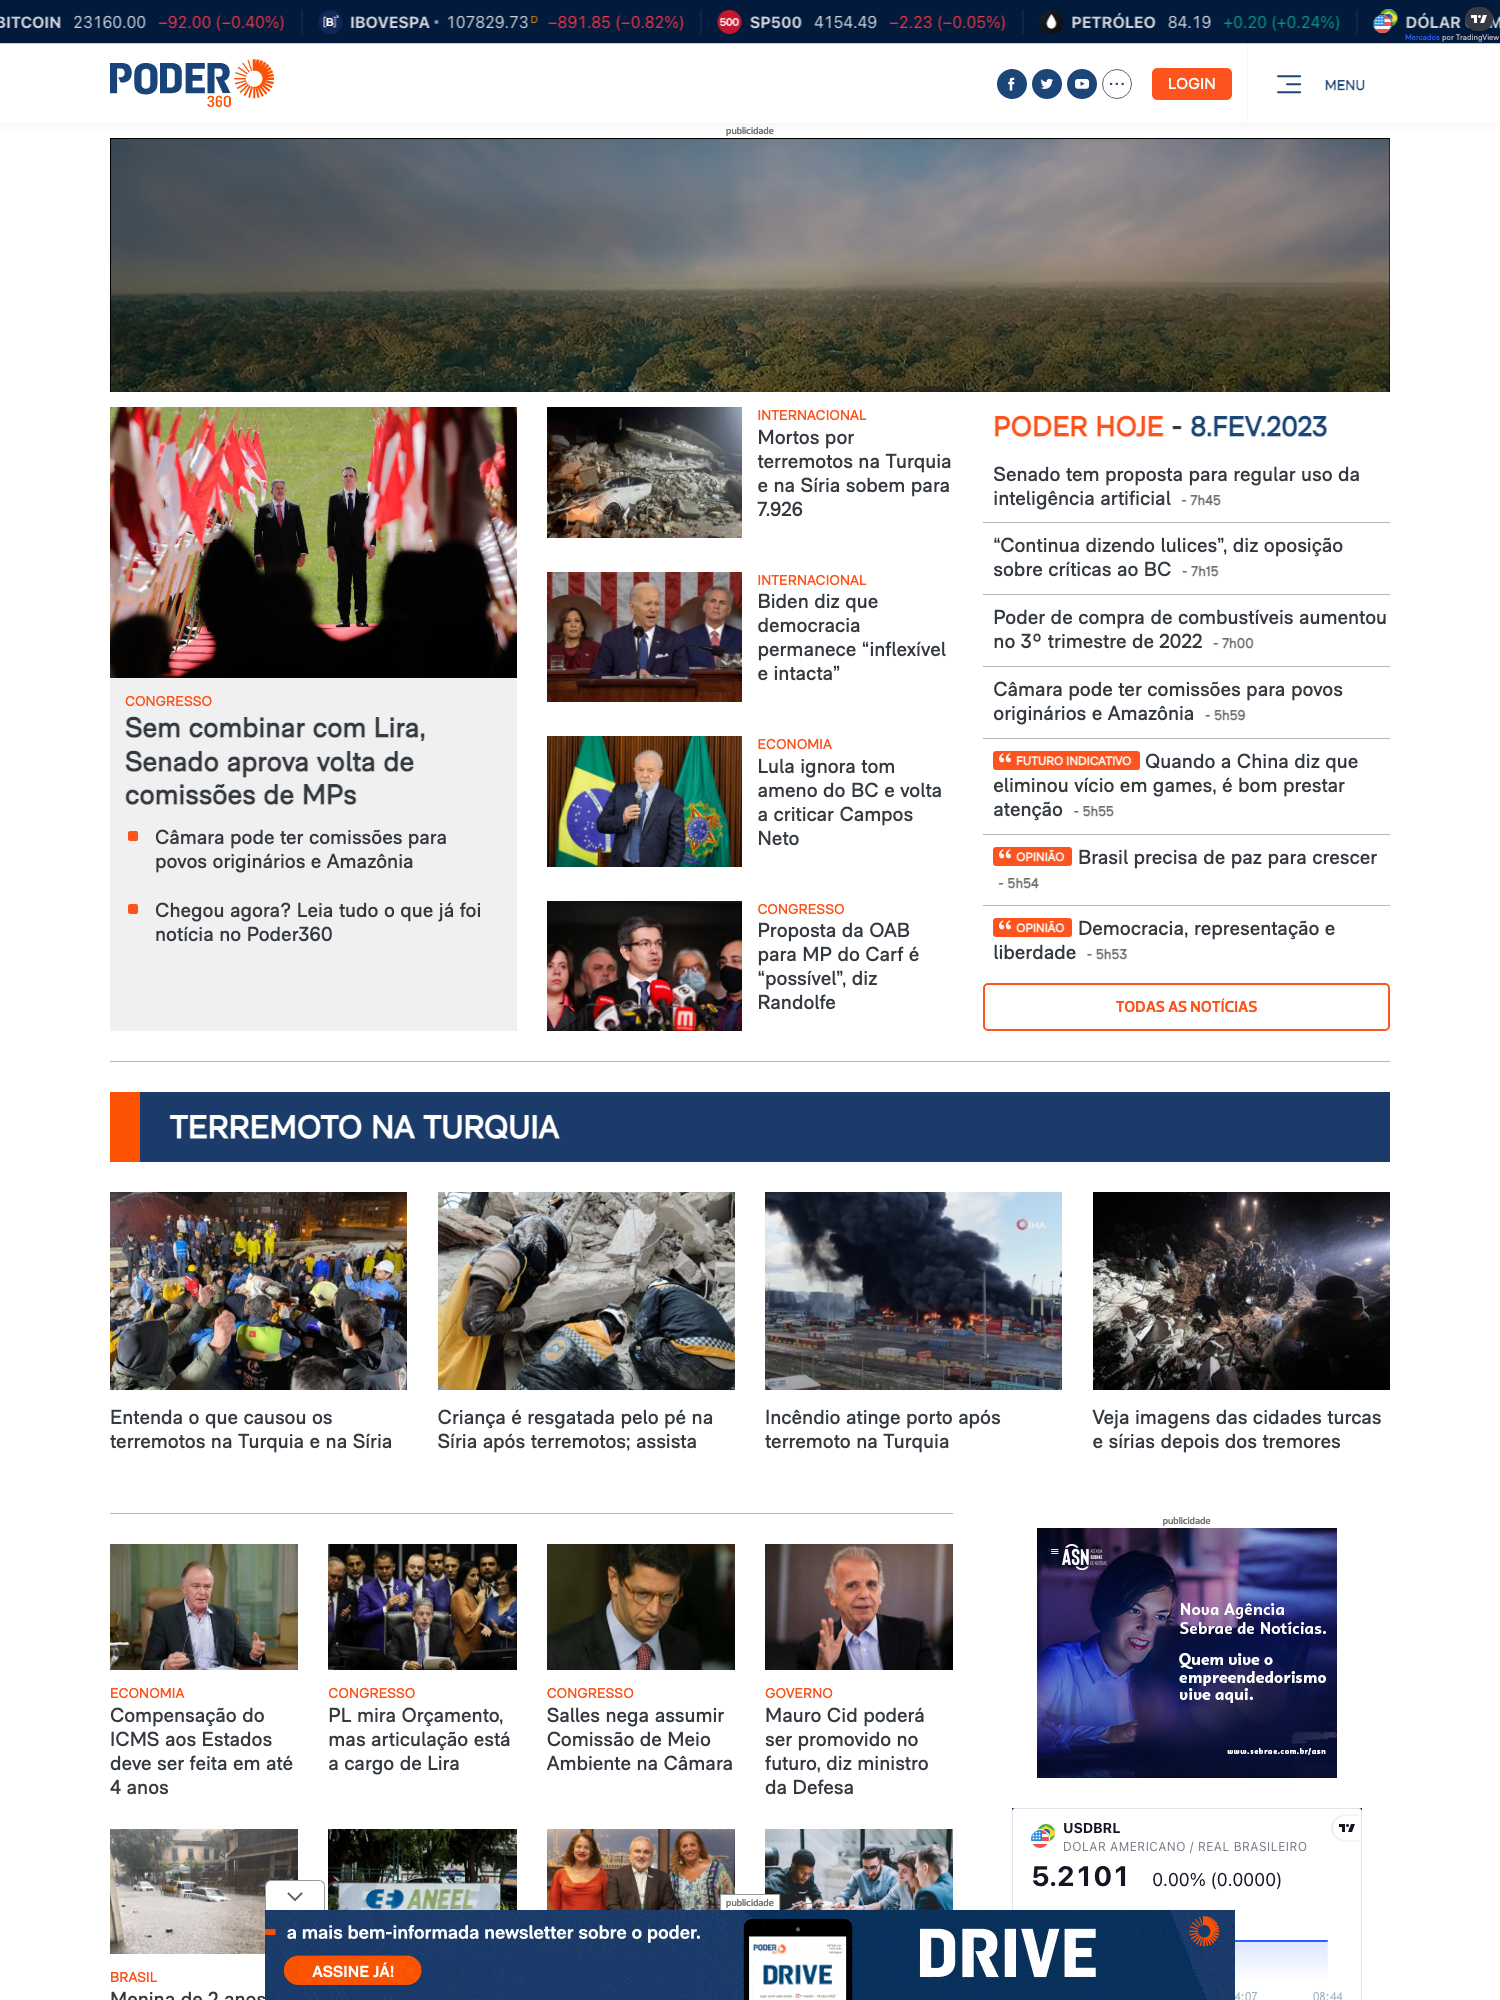 BITCOIN 23160.00 −92.00 (−0.40%) IBOVESPA 107829.73 D −891.85 (−0.82%) 500 SP500 4154.49 −2.23 (−0.05%) PETRÓLEO 84.19 +0.20 (+0.24%) DÓLAR
Mercados por TradingView
PODER
360
LOGIN
MENU
publicidade
CONGRESSO
Sem combinar com Lira,
Senado aprova volta de
comissões de MPs
Câmara pode ter comissões para
povos originários e Amazônia
Chegou agora? Leia tudo o que já foi
notícia no Poder360
INTERNACIONAL
Mortos por
terremotos na Turquia
e na Síria sobem para
7.926
INTERNACIONAL
Biden diz que
democracia
permanece “inflexível
e intacta”
ECONOMIA
Lula ignora tom
ameno do BC e volta
a criticar Campos
Neto
CONGRESSO
Proposta da OAB
para MP do Carf é
“possível”, diz
Randolfe
PODER HOJE - 8.FEV.2023
Senado tem proposta para regular uso da
inteligência artificial - 7h45
“Continua dizendo lulices”, diz oposição
sobre críticas ao BC - 7h15
Poder de compra de combustíveis aumentou
no 3º trimestre de 2022 - 7h00
Câmara pode ter comissões para povos
originários e Amazônia - 5h59
“ FUTURO INDICATIVO Quando a China diz que
eliminou vício em games, é bom prestar
atenção - 5h55
“ OPINIÃO Brasil precisa de paz para crescer
- 5h54
“ OPINIÃO Democracia, representação e
liberdade - 5h53
TODAS AS NOTÍCIAS
TERREMOTO NA TURQUIA
IHA
Entenda o que causou os
terremotos na Turquia e na Síria
Criança é resgatada pelo pé na
Síria após terremotos; assista
Incêndio atinge porto após
terremoto na Turquia
Veja imagens das cidades turcas
e sírias depois dos tremores
ECONOMIA
Compensação do
ICMS aos Estados
deve ser feita em até
4 anos
CONGRESSO
PL mira Orçamento,
mas articulação está
a cargo de Lira
CONGRESSO
Salles nega assumir
Comissão de Meio
Ambiente na Câmara
GOVERNO
Mauro Cid poderá
ser promovido no
futuro, diz ministro
da Defesa
publicidade
ASN AGÊNCIA SEBRAE DE NOTÍCIAS
Nova Agência
Sebrae de Notícias.
Quem vive o
empreendedorismo
vive aqui.
www.sebrae.com.br/asn
USDBRL
DOLAR AMERICANO / REAL BRASILEIRO
5.2101 0.00% (0.0000)
4:07 08:44
ANEEL
BRASIL
Menina de 2 anos
publicidade
a mais bem-informada newsletter sobre o poder.
ASSINE JÁ!
PODER
DRIVE
DRIVE